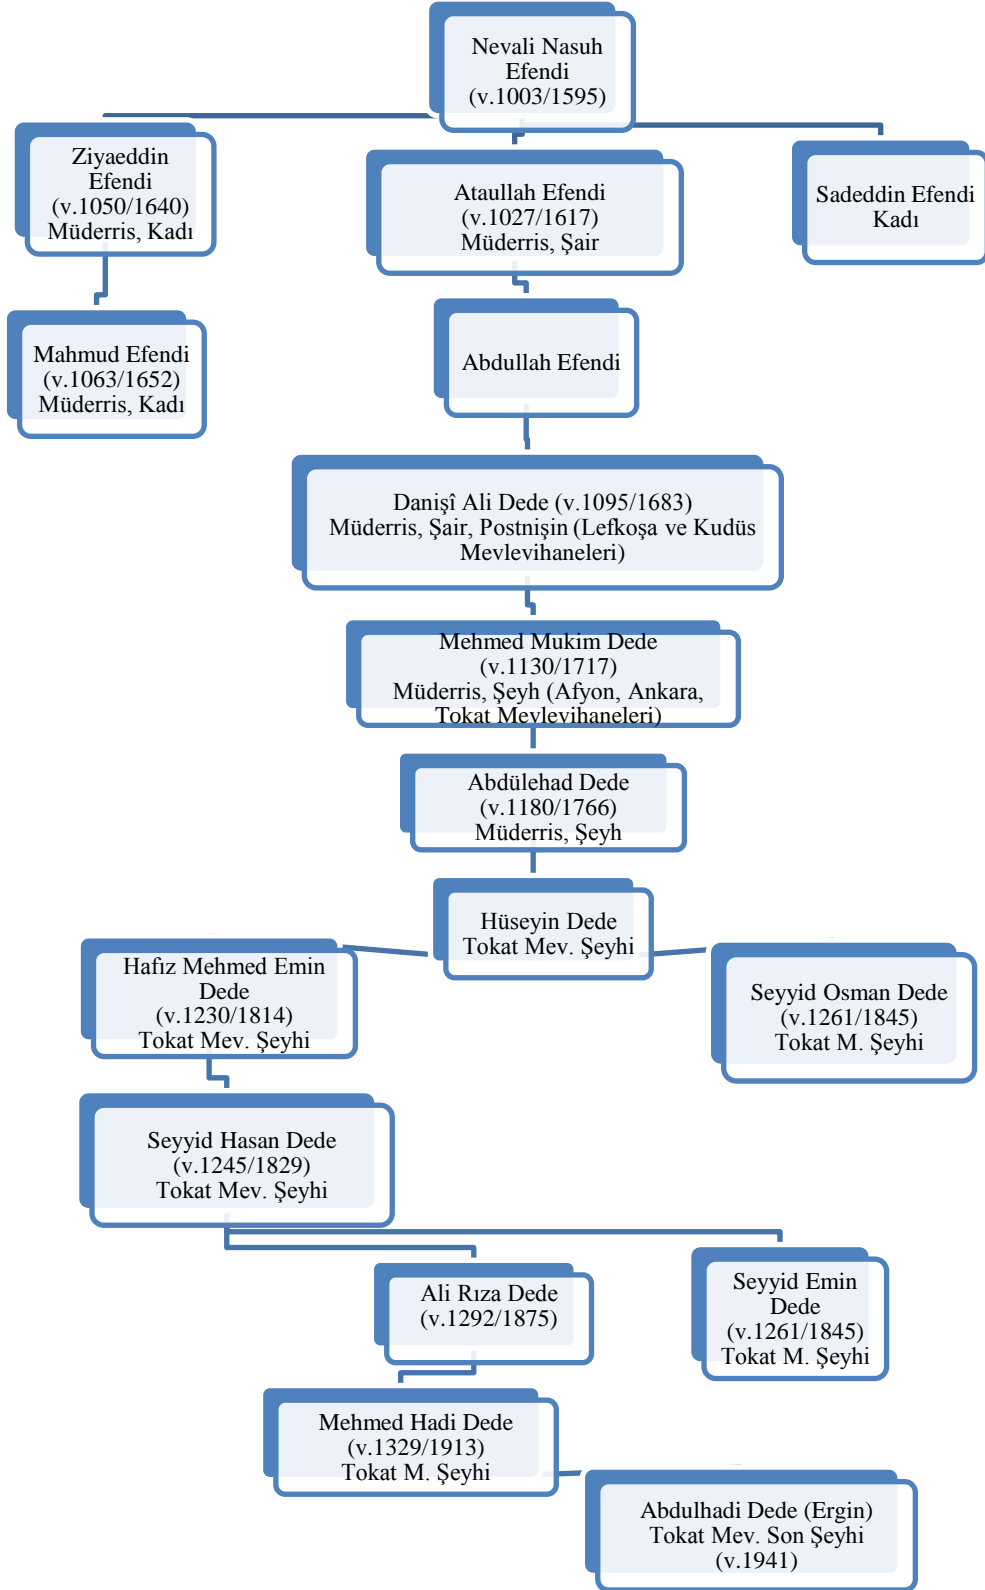 Nevali Nasuh
Efendi
(v.1003/1595)
Ziyaeddin
Efendi
(v.1050/1640)
Müderris, Kadı
Ataullah Efendi
(v.1027/1617)
Müderris, Şair
Sadeddin Efendi
Kadı
Mahmud Efendi
(v.1063/1652)
Müderris, Kadı
Abdullah Efendi
Danişî Ali Dede (v.1095/1683)
Müderris, Şair, Postnişin (Lefkoşa ve Kudüs
Mevlevihaneleri)
Mehmed Mukim Dede
(v.1130/1717)
Müderris, Şeyh (Afyon, Ankara,
Tokat Mevlevihaneleri)
Abdülehad Dede
(v.1180/1766)
Müderris, Şeyh
Hüseyin Dede
Tokat Mev. Şeyhi
Hafız Mehmed Emin
Dede
(v.1230/1814)
Tokat Mev. Şeyhi
Seyyid Osman Dede
(v.1261/1845)
Tokat M. Şeyhi
Seyyid Hasan Dede
(v.1245/1829)
Tokat Mev. Şeyhi
Ali Rıza Dede
(v.1292/1875)
Seyyid Emin
Dede
(v.1261/1845)
Tokat M. Şeyhi
Mehmed Hadi Dede
(v.1329/1913)
Tokat M. Şeyhi
Abdulhadi Dede (Ergin)
Tokat Mev. Son Şeyhi
(v.1941)